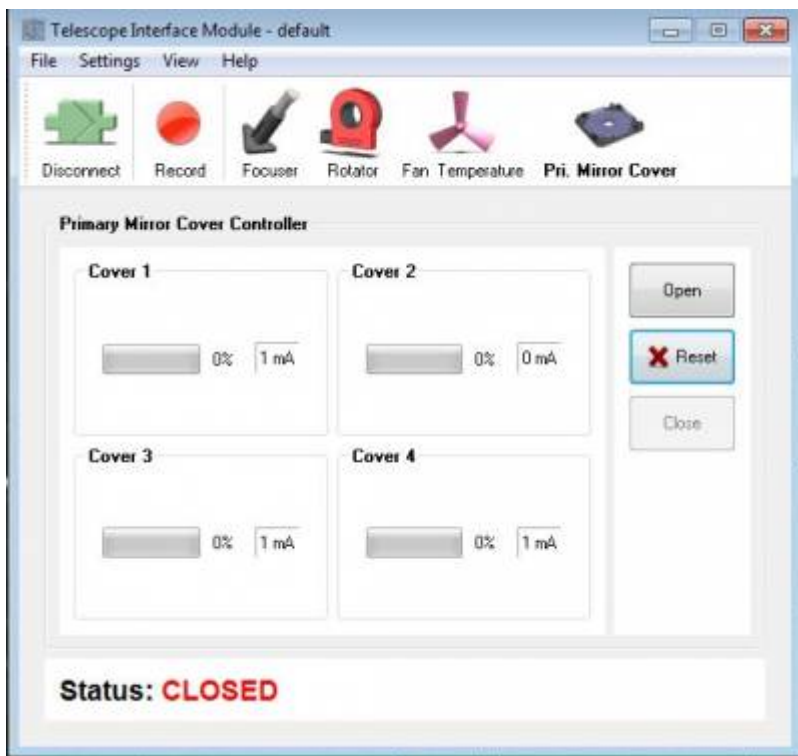 Telescope Interface Module - default
File Settings View Help
Disconnect Record Focuser Rotator Fan Temperature Pri. Mirror Cover
Primary Mirror Cover Controller
Cover 1
0% 1 mA
Cover 2
0% 0 mA
Cover 3
0% 1 mA
Cover 4
0% 1 mA
Open
Reset
Close
Status: CLOSED